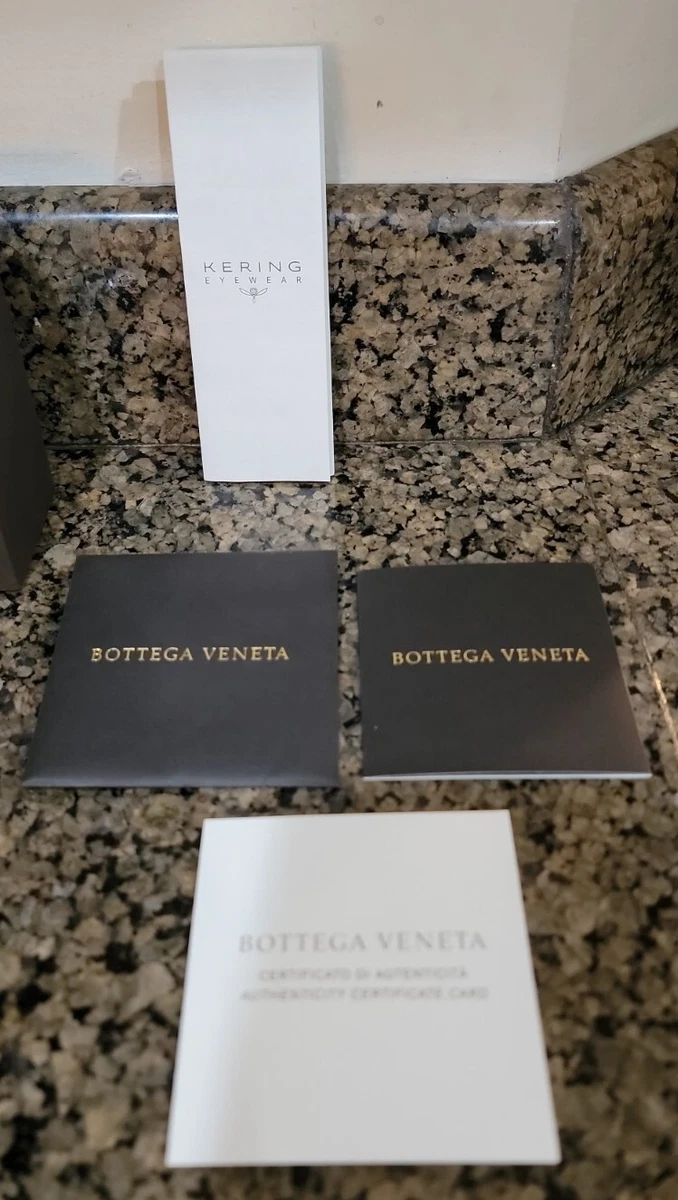 KERING
EYEWEAR
BOTTEGA VENETA
BOTTEGA VENETA
BOTTEGA VENETA
CERTIFICATO DI AUTENTICITÀ
AUTHENTICITY CERTIFICATE CARD